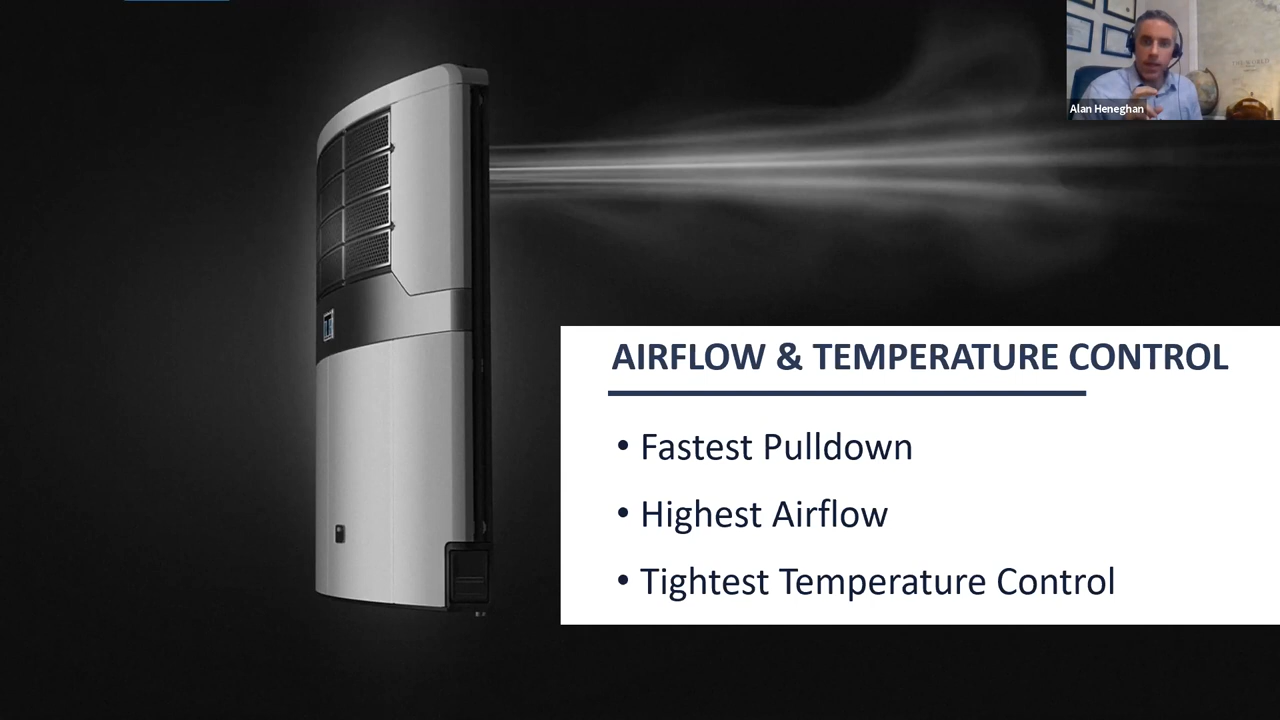 Alan Heneghan
AIRFLOW & TEMPERATURE CONTROL
• Fastest Pulldown
• Highest Airflow
• Tightest Temperature Control